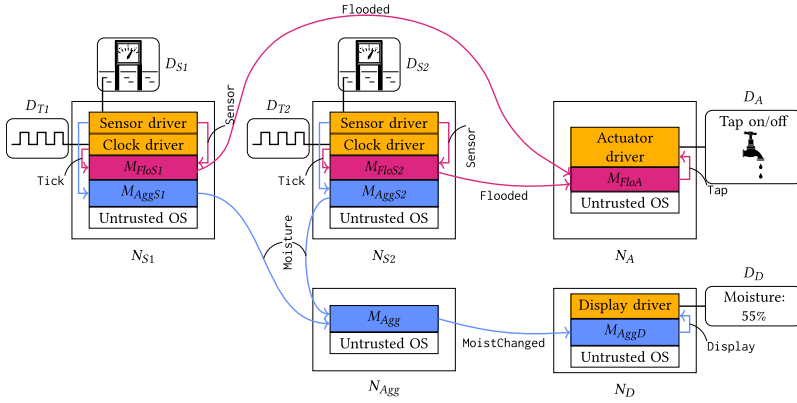 Flooded
D_S1
D_S2
D_T1
D_T2
D_A
Sensor driver
Clock driver
M_FloS1
M_AggS1
Untrusted OS
Sensor
Tick
N_S1
Sensor driver
Clock driver
M_FloS2
M_AggS2
Untrusted OS
Sensor
Tick
N_S2
Flooded
Actuator
driver
M_FloA
Untrusted OS
N_A
Tap on/off
Tap
Moisture
M_Agg
Untrusted OS
N_Agg
MoistChanged
Display driver
M_AggD
Untrusted OS
N_D
D_D
Moisture:
55%
Display